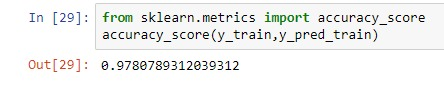 In [29]: from sklearn.metrics import accuracy_score
accuracy_score(y_train,y_pred_train)
Out[29]: 0.9780789312039312